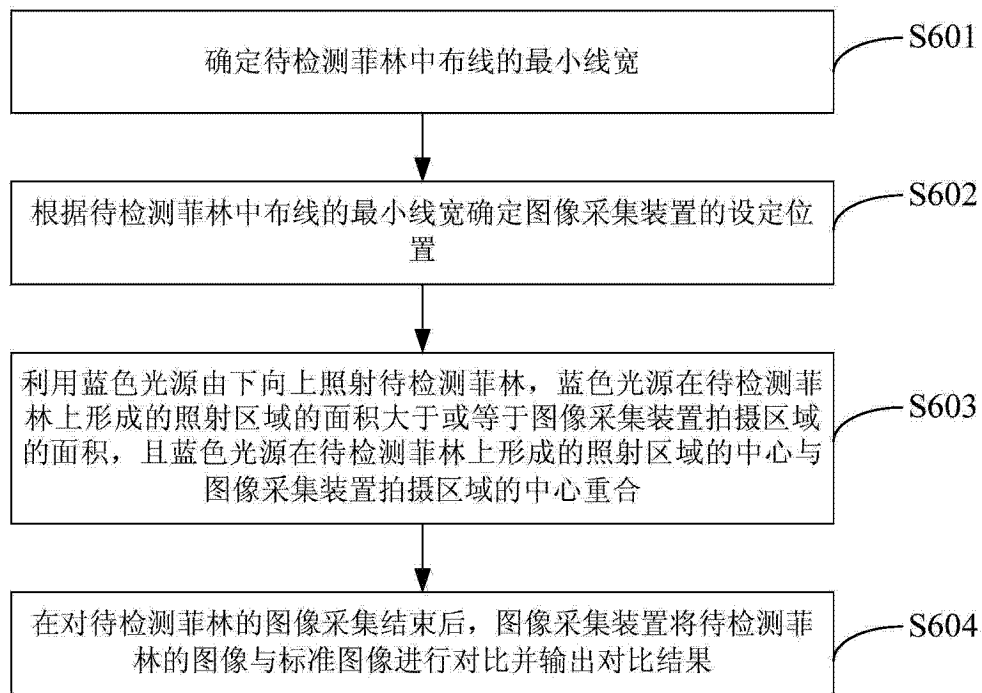 确定待检测菲林中布线的最小线宽
S601
根据待检测菲林中布线的最小线宽确定图像采集装置的设定位
置
S602
利用蓝色光源由下向上照射待检测菲林，蓝色光源在待检测菲
林上形成的照射区域的面积大于或等于图像采集装置拍摄区域
的面积，且蓝色光源在待检测菲林上形成的照射区域的中心与
图像采集装置拍摄区域的中心重合
S603
在对待检测菲林的图像采集结束后，图像采集装置将待检测菲
林的图像与标准图像进行对比并输出对比结果
S604